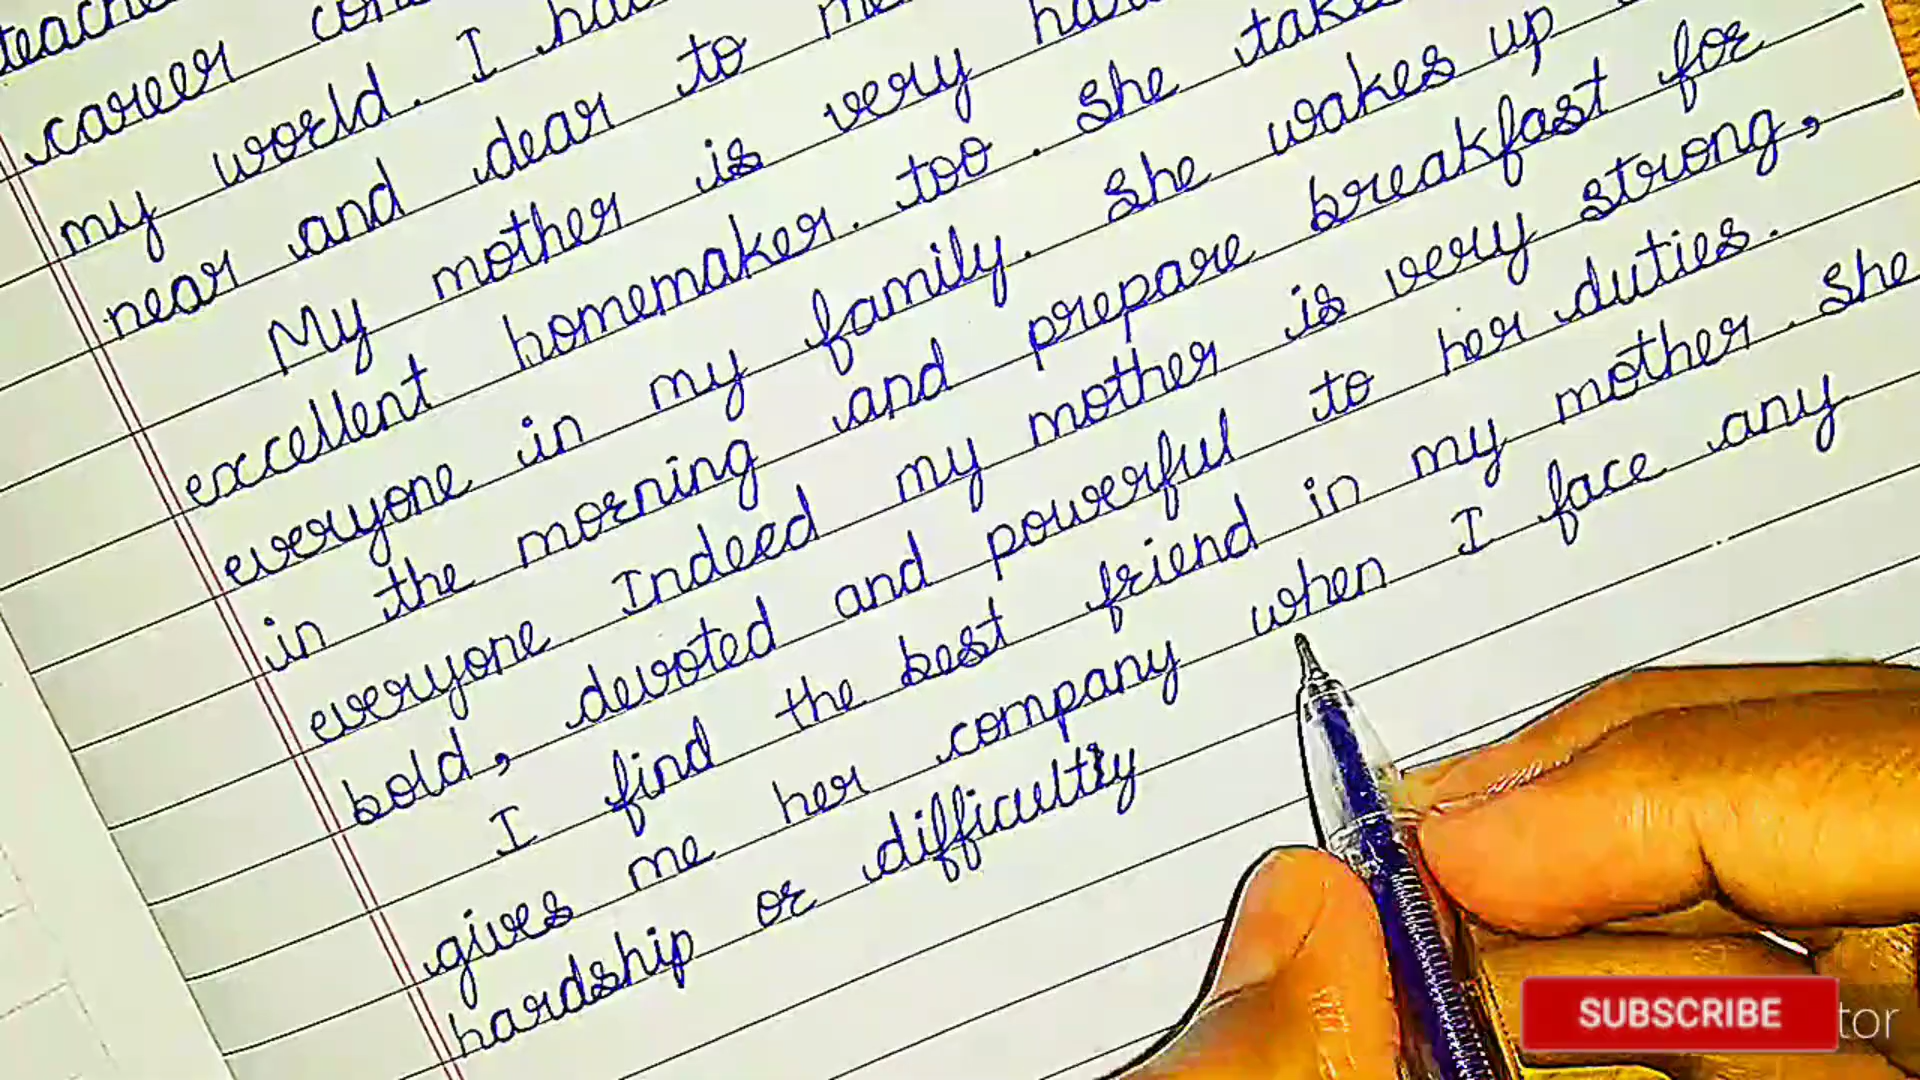 career
my world. I
near and dear to me
My mother is very
excellent homemaker. too. She
everyone in my family. She wakes up
in the morning and prepare breakfast for
everyone Indeed my mother is very strong,
bold, devoted and powerful to her duties.
I find the best friend in my mother. She
gives me her company when I face any
hardship or difficultiy
SUBSCRIBE tor